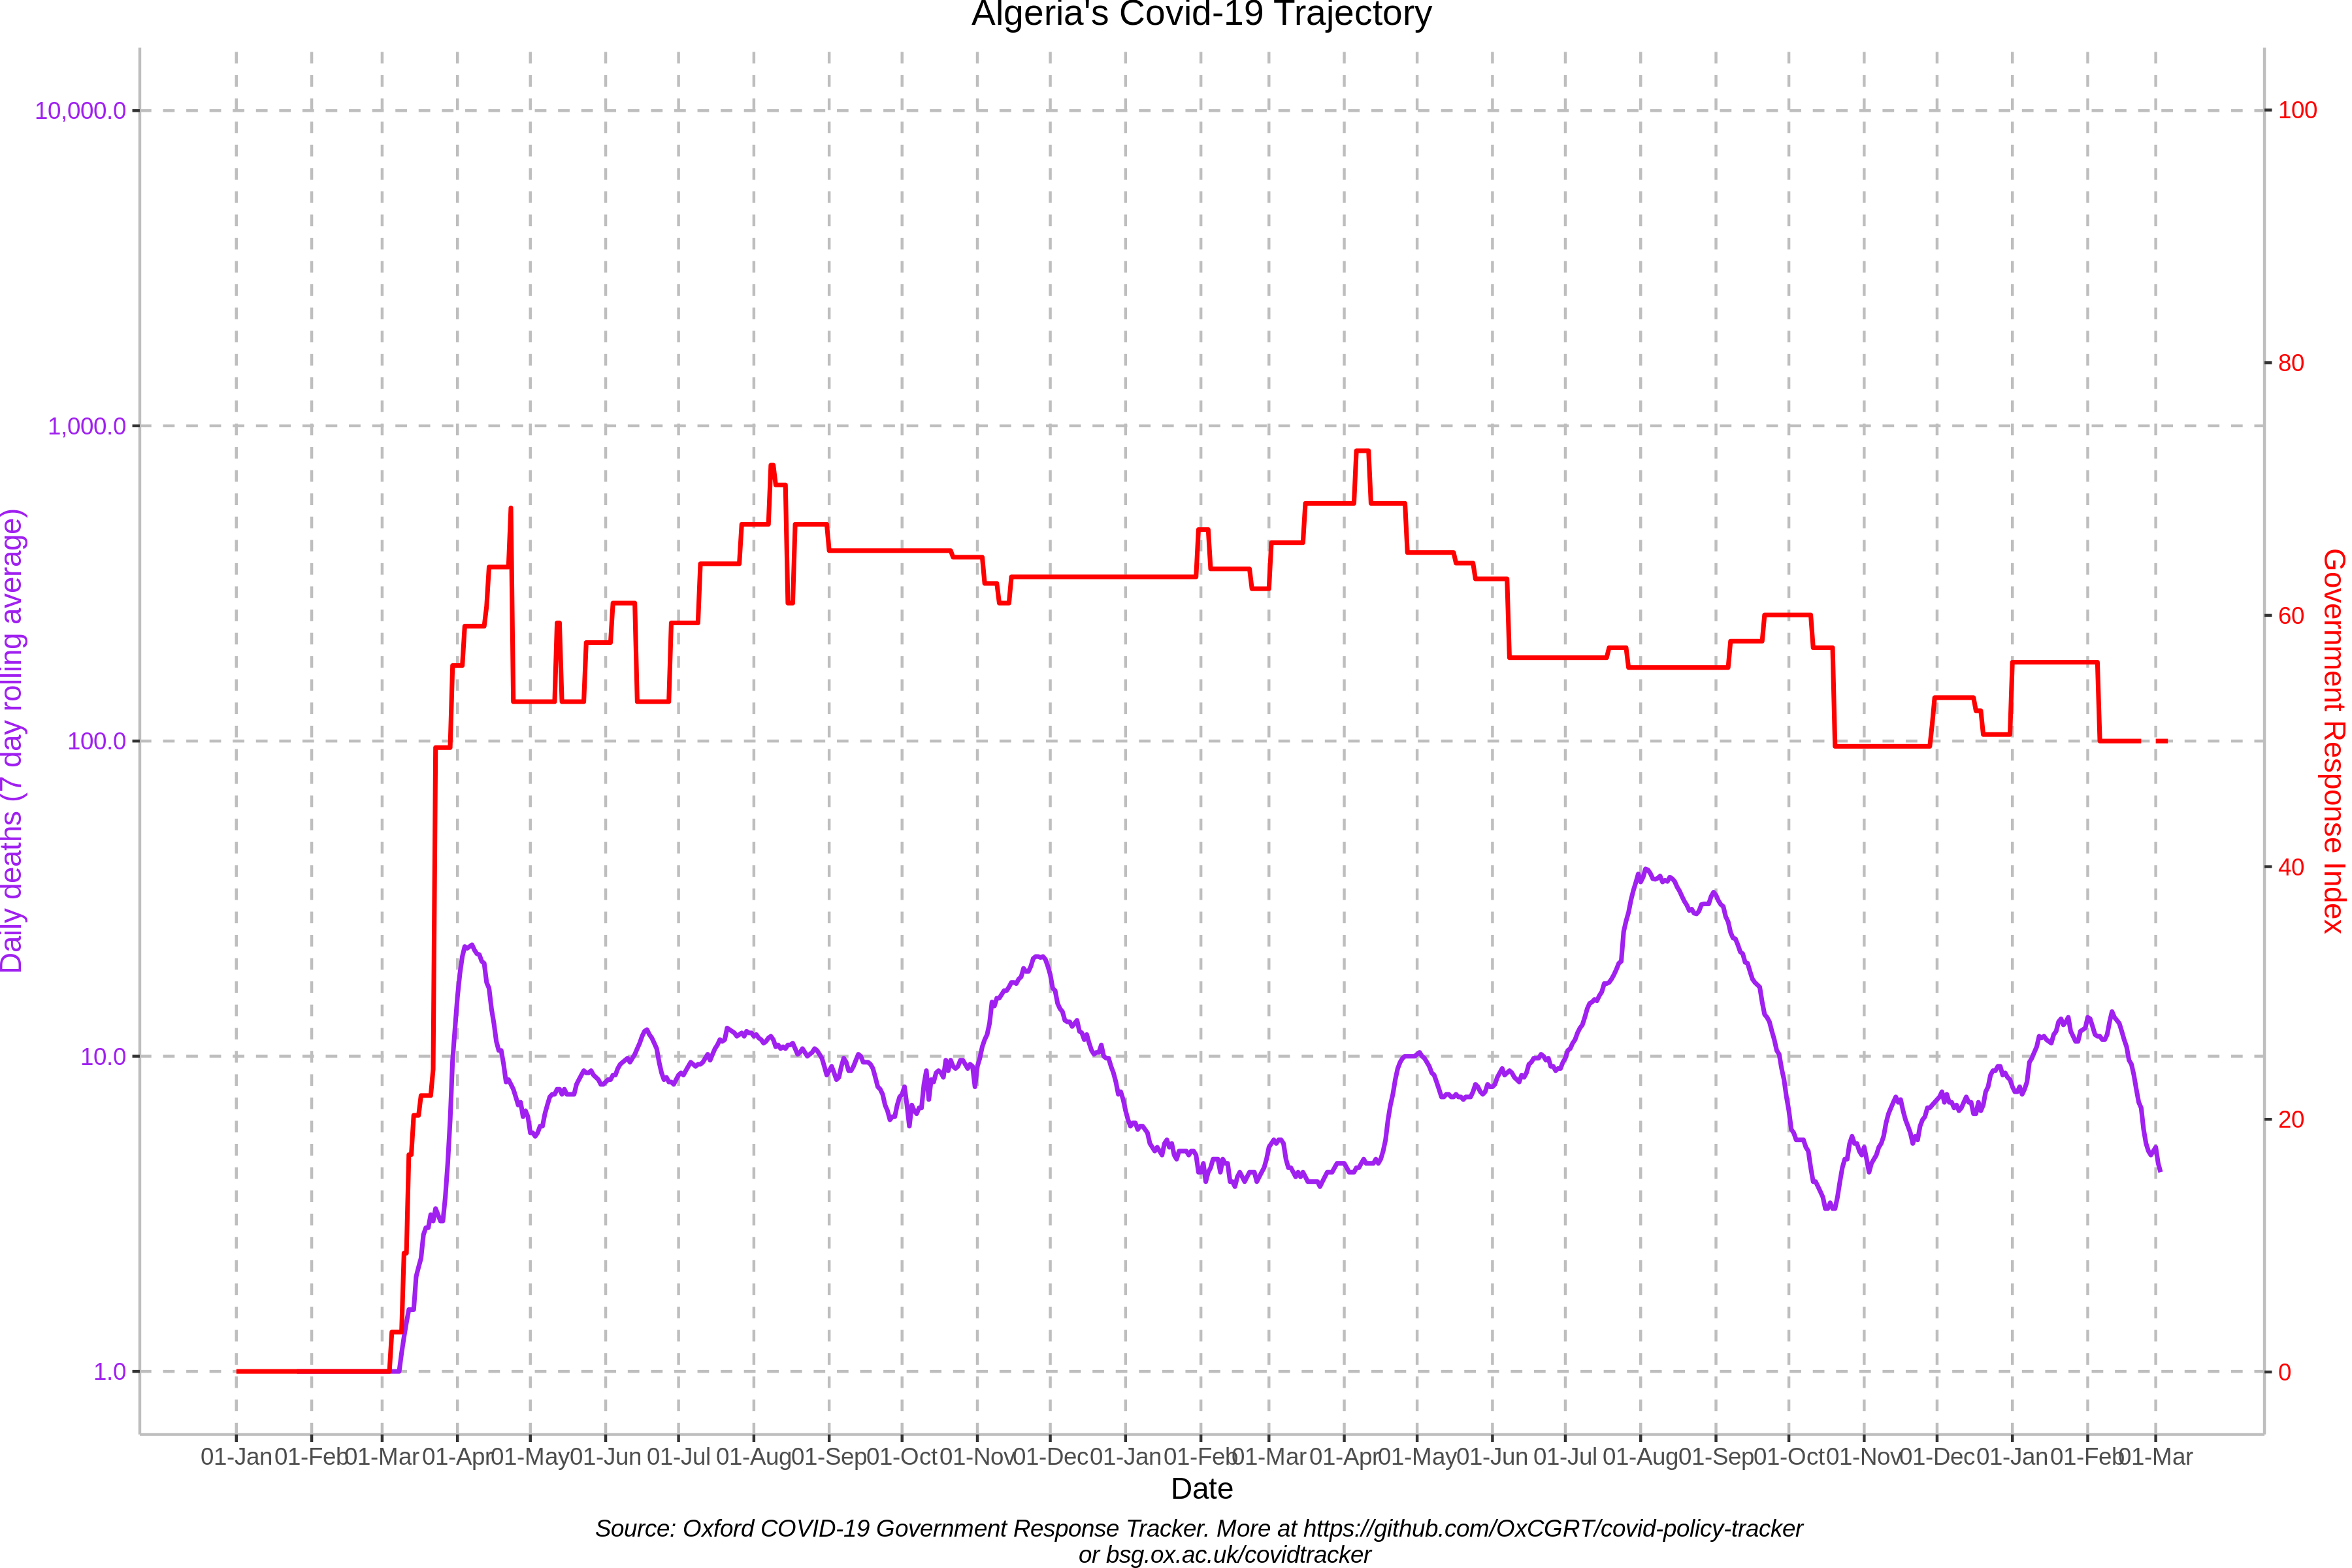 Algeria's Covid-19 Trajectory
10,000.0
1,000.0
100.0
10.0
1.0
Daily deaths (7 day rolling average)
100
80
60
40
20
0
Government Response Index
01-Jan 01-Feb 01-Mar 01-Apr 01-May 01-Jun 01-Jul 01-Aug 01-Sep 01-Oct 01-Nov 01-Dec 01-Jan 01-Feb 01-Mar 01-Apr 01-May 01-Jun 01-Jul 01-Aug 01-Sep 01-Oct 01-Nov 01-Dec 01-Jan 01-Feb 01-Mar
Date
Source: Oxford COVID-19 Government Response Tracker. More at https://github.com/OxCGRT/covid-policy-tracker
or bsg.ox.ac.uk/covidtracker